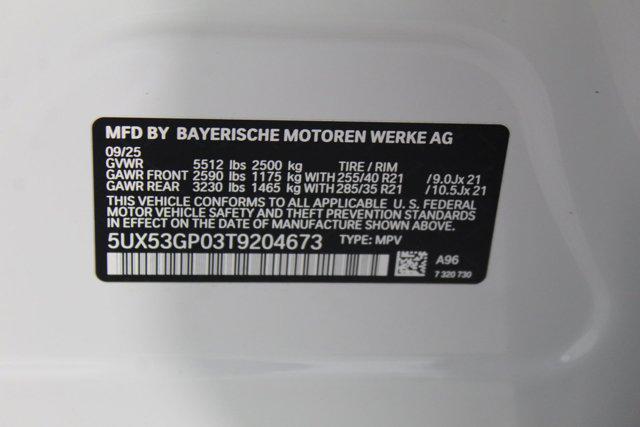 MFD BY BAYERISCHE MOTOREN WERKE AG
09/25
GVWR 5512 lbs 2500 kg TIRE / RIM
GAWR FRONT 2590 lbs 1175 kg WITH 255/40 R21 /9.0Jx 21
GAWR REAR 3230 lbs 1465 kg WITH 285/35 R21 /10.5Jx 21
THIS VEHICLE CONFORMS TO ALL APPLICABLE U. S. FEDERAL
MOTOR VEHICLE SAFETY AND THEFT PREVENTION
STANDARDS IN EFFECT ON DATE OF MANUFACTURE SHOWN ABOVE.
5UX53GP03T9204673 TYPE: MPV
A96
7 320 730